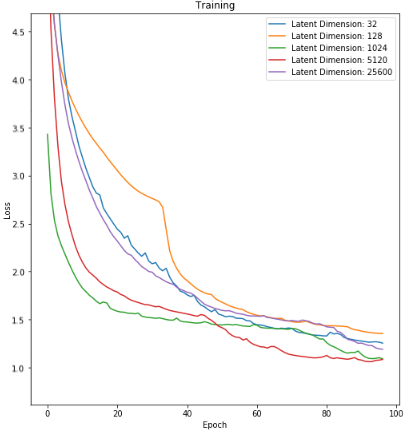 Training
Latent Dimension: 32
Latent Dimension: 128
Latent Dimension: 1024
Latent Dimension: 5120
Latent Dimension: 25600
4.5
4.0
3.5
3.0
2.5
2.0
1.5
1.0
Loss
0 20 40 60 80 100
Epoch